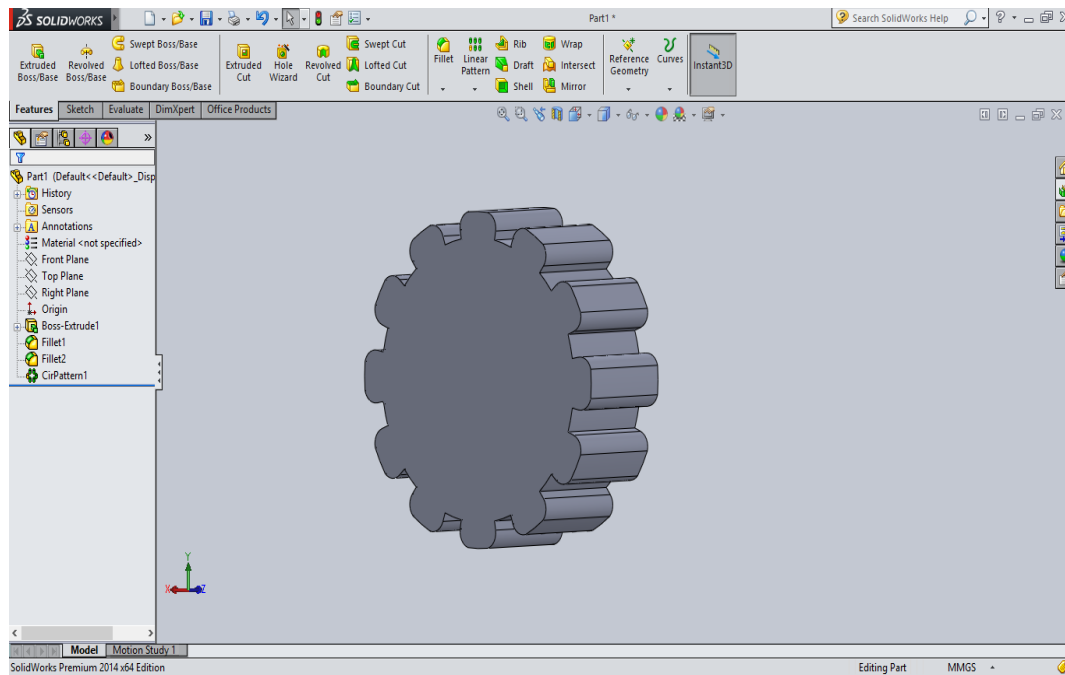 SOLIDWORKS
Part1 *
Search SolidWorks Help
Extruded Boss/Base
Revolved Boss/Base
Swept Boss/Base
Lofted Boss/Base
Boundary Boss/Base
Extruded Cut
Hole Wizard
Revolved Cut
Swept Cut
Lofted Cut
Boundary Cut
Fillet
Linear Pattern
Rib
Draft
Shell
Wrap
Intersect
Mirror
Reference Geometry
Curves
Instant3D
Features Sketch Evaluate DimXpert Office Products
Part1 (Default<<Default>_Disp
History
Sensors
Annotations
Material <not specified>
Front Plane
Top Plane
Right Plane
Origin
Boss-Extrude1
Fillet1
Fillet2
CirPattern1
Y
X Z
Model Motion Study 1
SolidWorks Premium 2014 x64 Edition
Editing Part MMGS